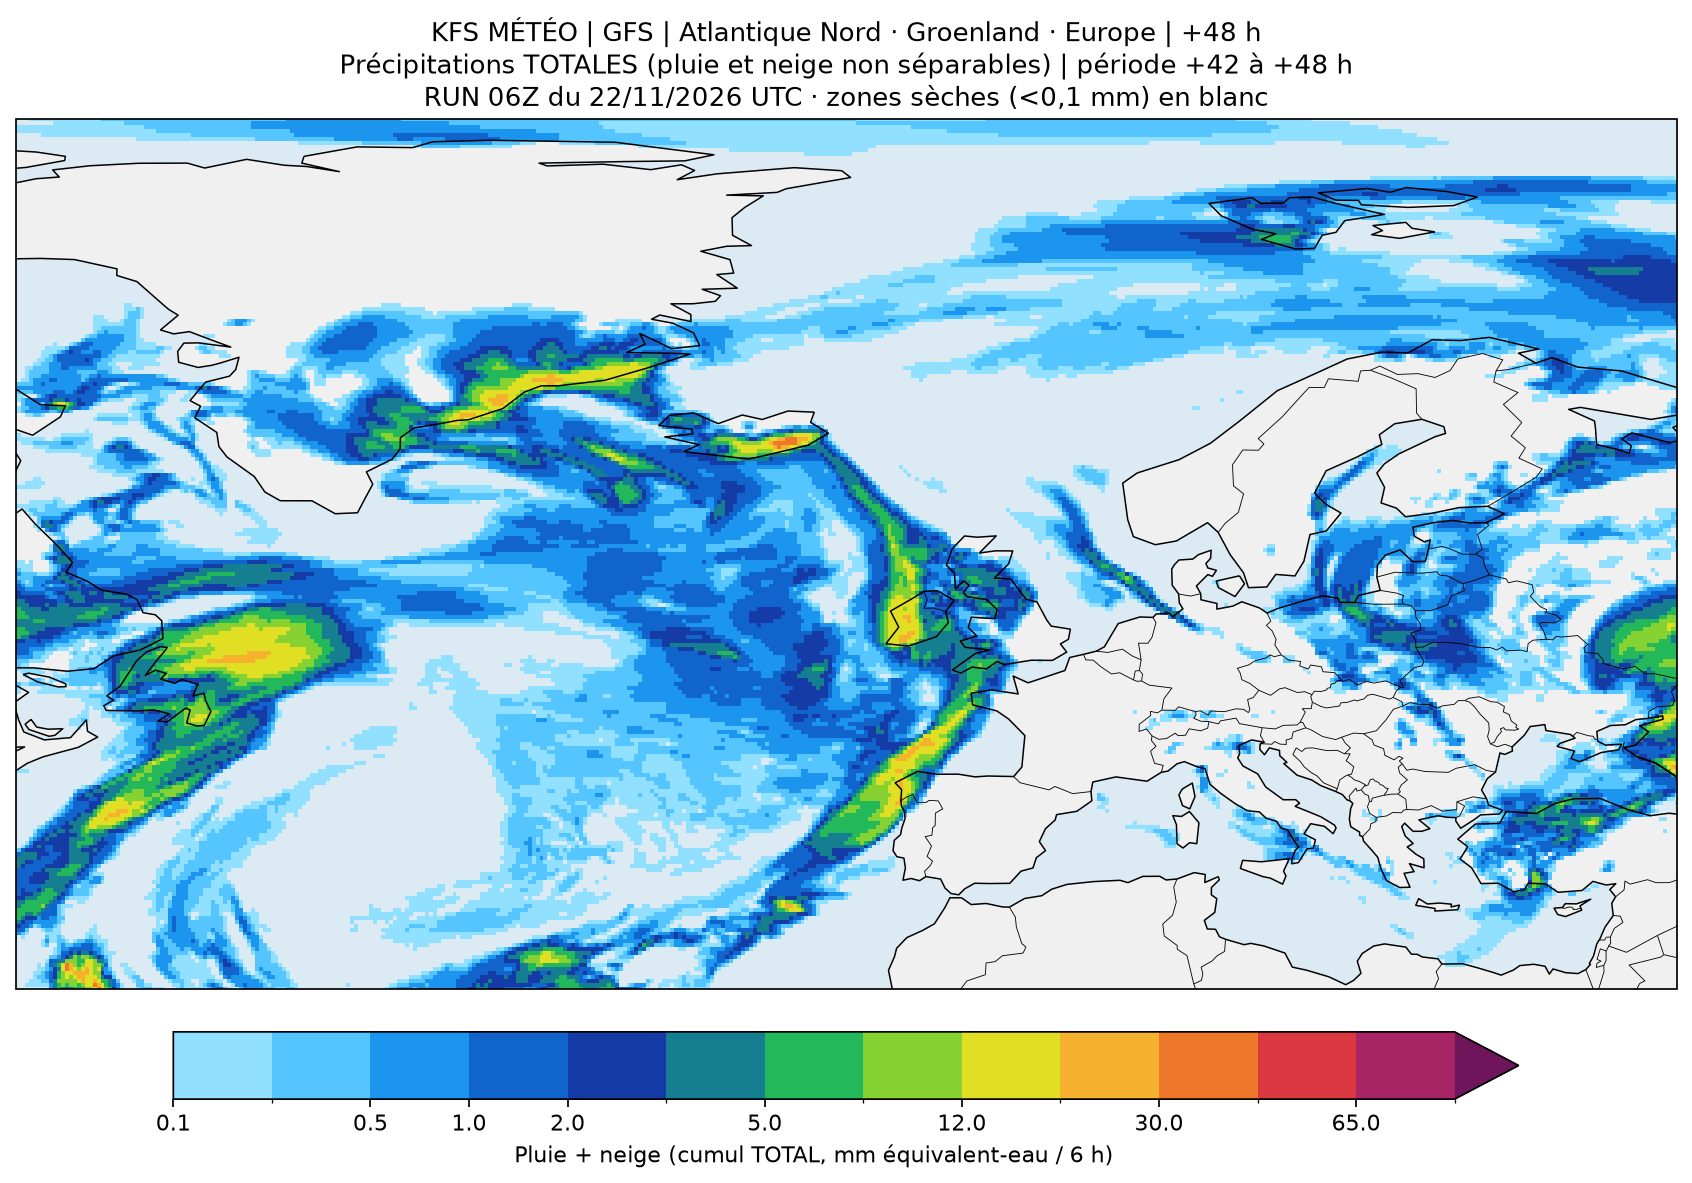 KFS MÉTÉO | GFS | Atlantique Nord · Groenland · Europe | +48 h
Précipitations TOTALES (pluie et neige non séparables) | période +42 à +48 h
RUN 06Z du 22/11/2026 UTC · zones sèches (<0,1 mm) en blanc
0.1 0.5 1.0 2.0 5.0 12.0 30.0 65.0
Pluie + neige (cumul TOTAL, mm équivalent-eau / 6 h)